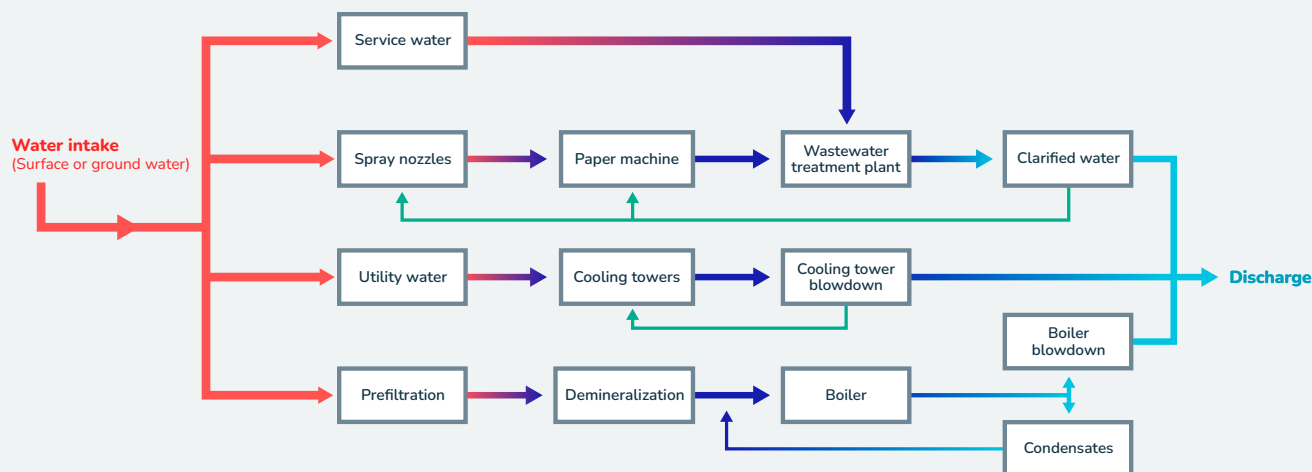 Service water
Water intake
(Surface or ground water)
Spray nozzles
Paper machine
Wastewater
treatment plant
Clarified water
Utility water
Cooling towers
Cooling tower
blowdown
Discharge
Boiler
blowdown
Prefiltration
Demineralization
Boiler
Condensates